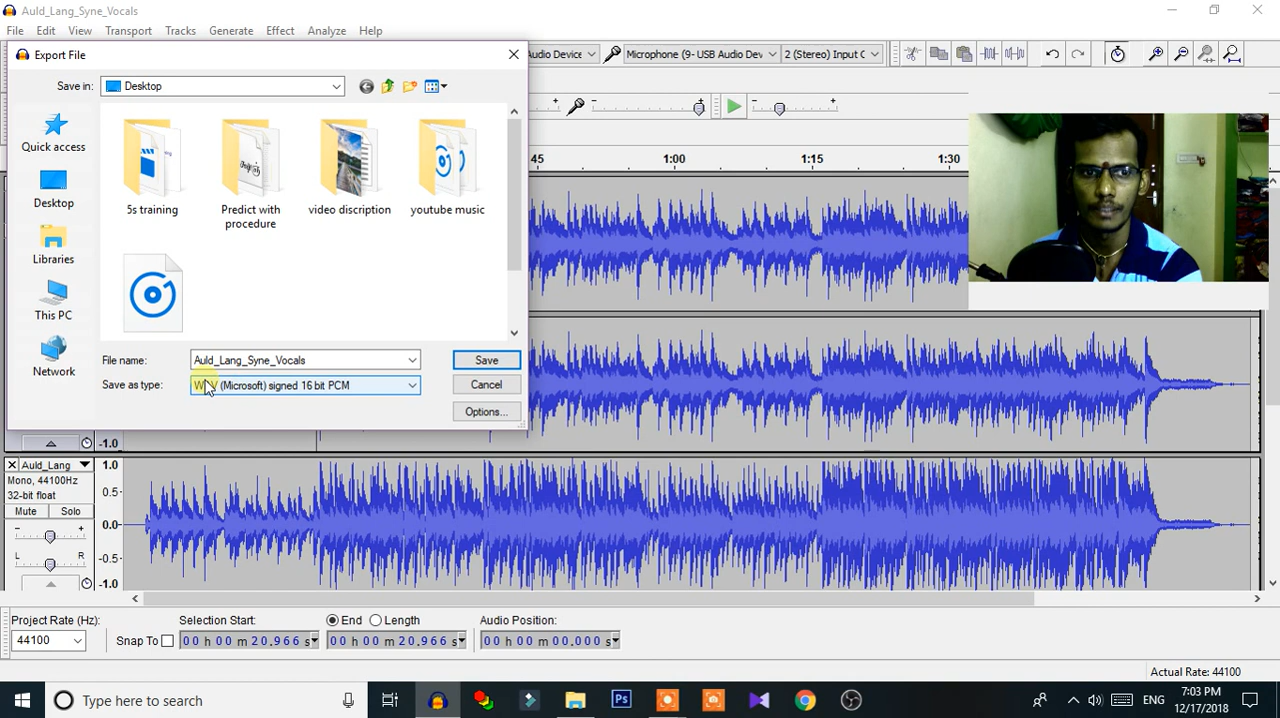 Auld_Lang_Syne_Vocals
File Edit View Transport Tracks Generate Effect Analyze Help
Export File
Audio Device Microphone (9- USB Audio Dev 2 (Stereo) Input C
Save in: Desktop
Quick access
Desktop
Libraries
This PC
Network
5s training
Predict with procedure
video discription
youtube music
File name: Auld_Lang_Syne_Vocals Save
Save as type: (Microsoft) signed 16 bit PCM Cancel
Options...
45 1:00 1:15 1:30
-1.0
Auld_Lang 1.0
Mono, 44100Hz
32-bit float 0.5-
Mute Solo
- + 0.0-
L R -0.5-
-1.0
Project Rate (Hz): Selection Start: End Length Audio Position:
44100 Snap To 00 h 00 m 20.966 s 00 h 00 m 20.966 s 00 h 00 m 00.000 s
Actual Rate: 44100
Type here to search
Ps
ENG
7:03 PM
12/17/2018